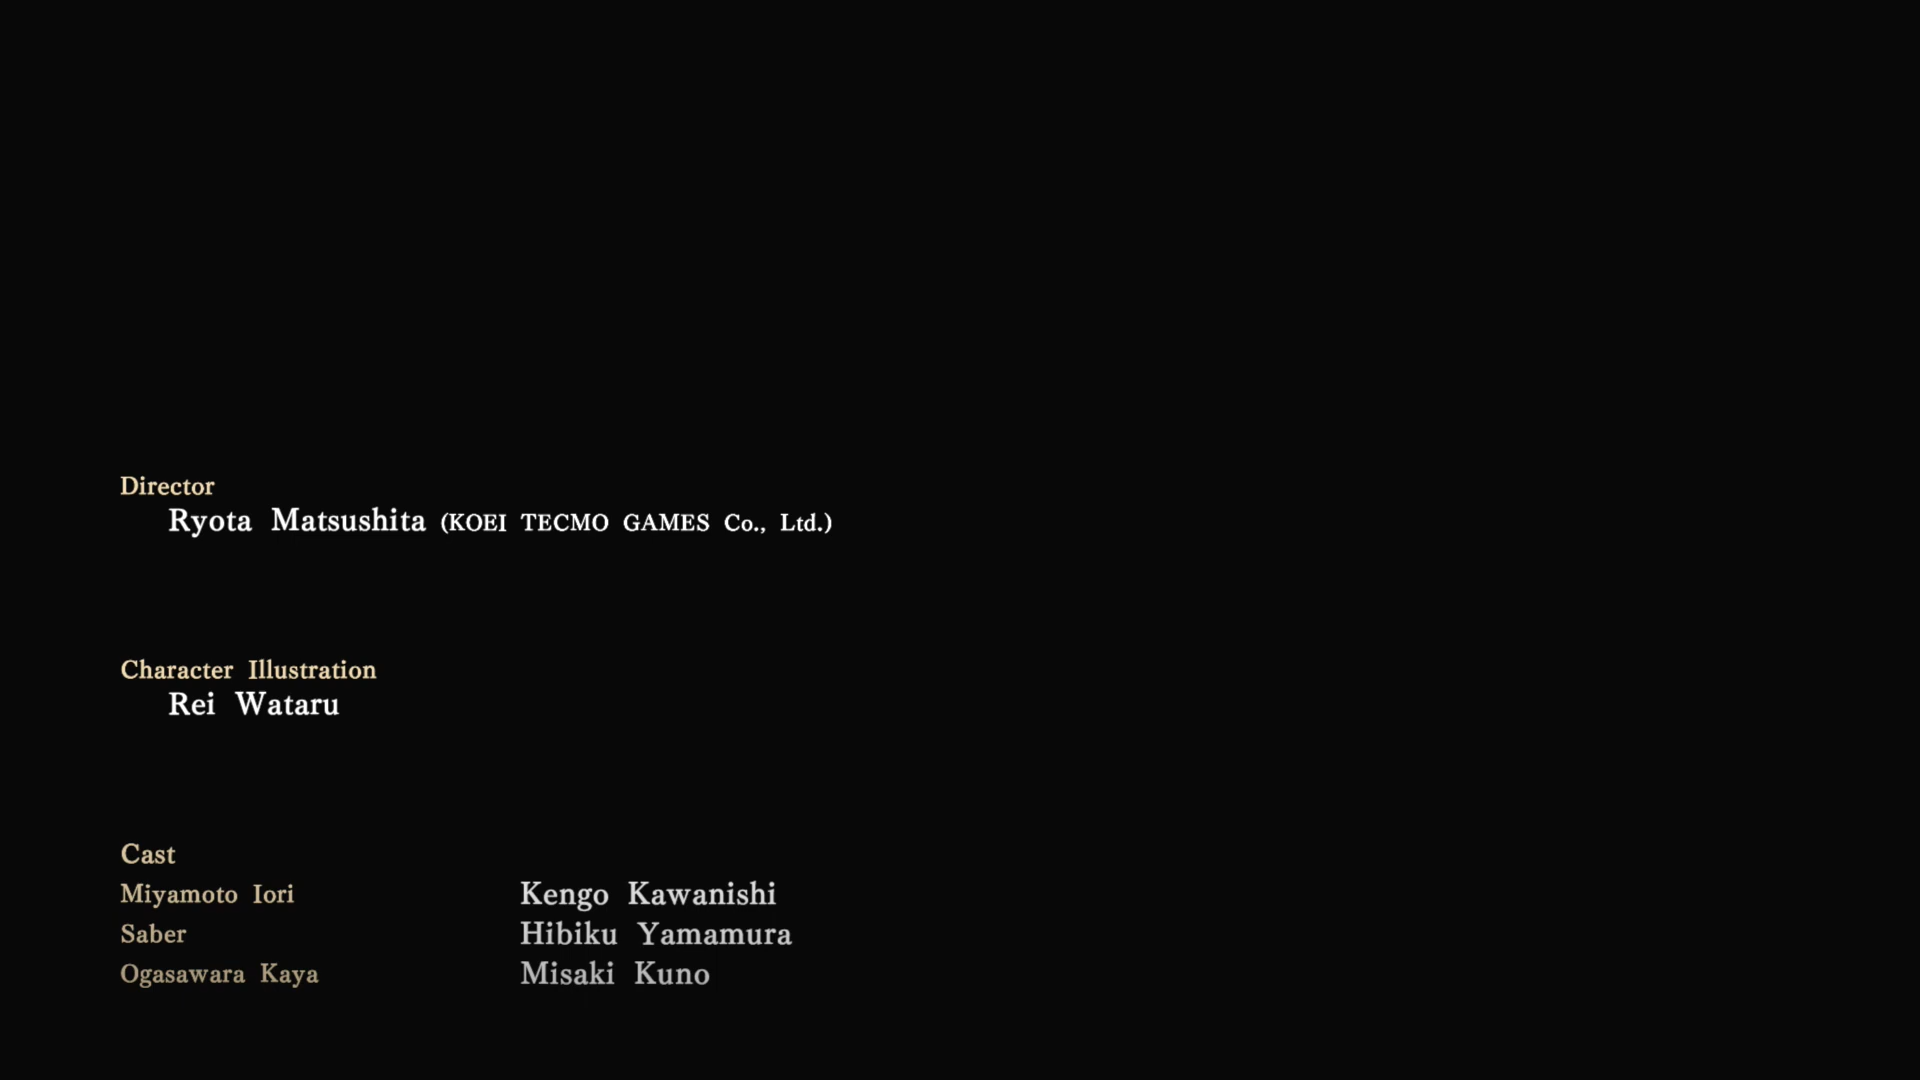 Director
Ryota Matsushita (KOEI TECMO GAMES Co., Ltd.)
Character Illustration
Rei Wataru
Cast
Miyamoto Iori Kengo Kawanishi
Saber Hibiku Yamamura
Ogasawara Kaya Misaki Kuno